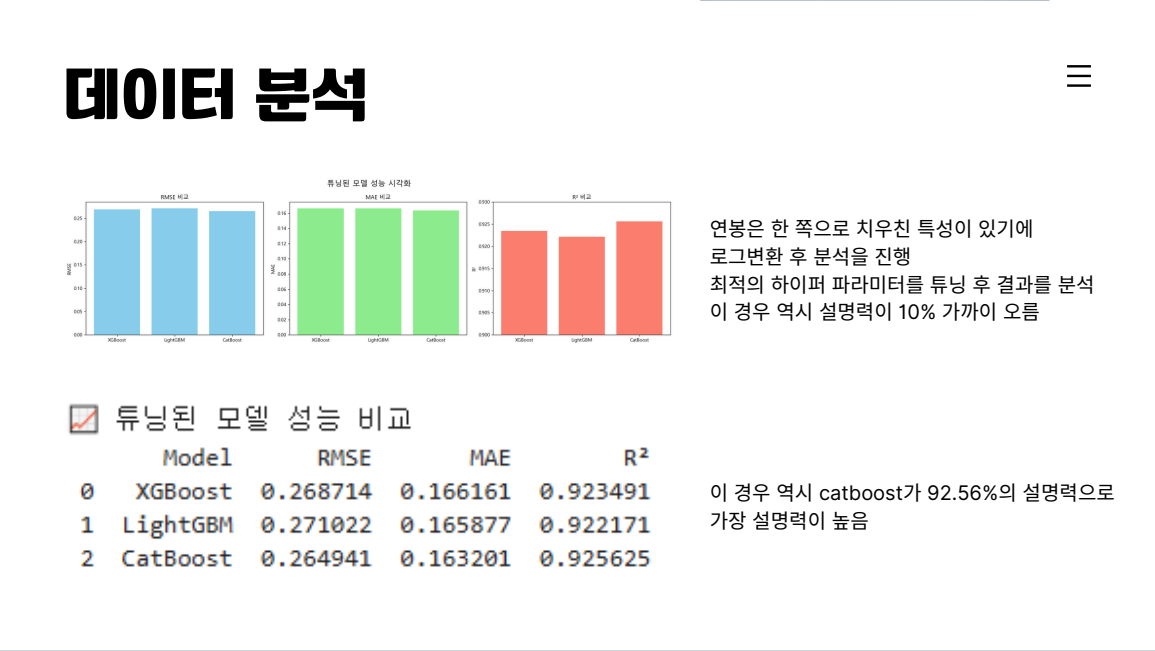 데이터 분석
튜닝된 모델 성능 시각화
RMSE 비교
MAE 비교
R² 비교
RMSE
0.25
0.20
0.15
0.10
0.05
0.00
XGBoost
LightGBM
CatBoost
MAE
0.16
0.14
0.12
0.10
0.08
0.06
0.04
0.02
0.00
XGBoost
LightGBM
CatBoost
R²
0.930
0.925
0.920
0.915
0.910
0.905
0.900
XGBoost
LightGBM
CatBoost
연봉은 한 쪽으로 치우친 특성이 있기에
로그변환 후 분석을 진행
최적의 하이퍼 파라미터를 튜닝 후 결과를 분석
이 경우 역시 설명력이 10% 가까이 오름
📈 튜닝된 모델 성능 비교
Model RMSE MAE R²
0 XGBoost 0.268714 0.166161 0.923491
1 LightGBM 0.271022 0.165877 0.922171
2 CatBoost 0.264941 0.163201 0.925625
이 경우 역시 catboost가 92.56%의 설명력으로
가장 설명력이 높음